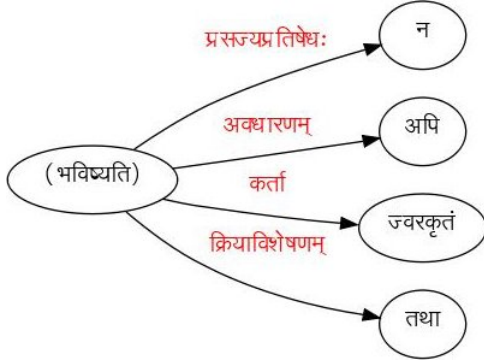 न
प्रसज्यप्रतिषेधः
अवधारणम्
अपि
(भविष्यति)
कर्ता
ज्वरकृतं
क्रियाविशेषणम्
तथा